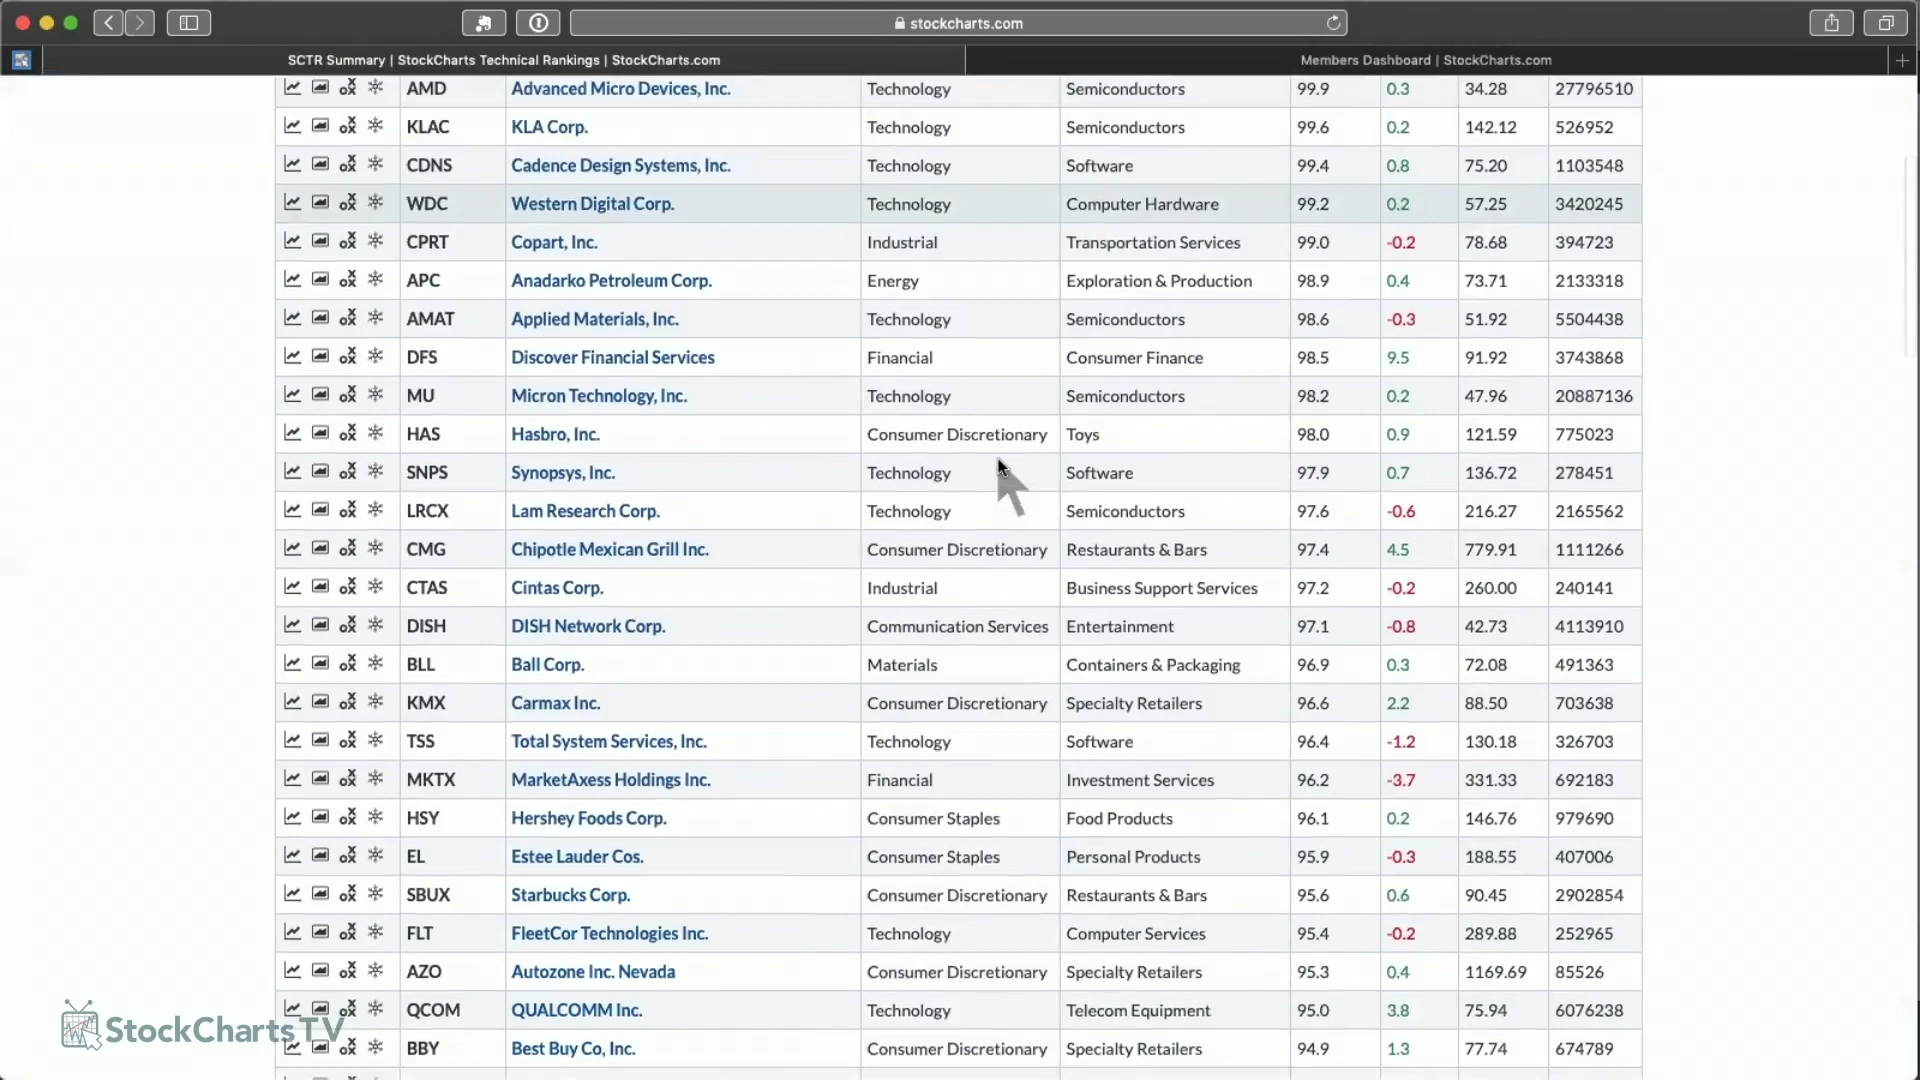 stockcharts.com
SCTR Summary | StockCharts Technical Rankings | StockCharts.com
Members Dashboard | StockCharts.com
AMD Advanced Micro Devices, Inc. Technology Semiconductors 99.9 0.3 34.28 27796510
KLAC KLA Corp. Technology Semiconductors 99.6 0.2 142.12 526952
CDNS Cadence Design Systems, Inc. Technology Software 99.4 0.8 75.20 1103548
WDC Western Digital Corp. Technology Computer Hardware 99.2 0.2 57.25 3420245
CPRT Copart, Inc. Industrial Transportation Services 99.0 -0.2 78.68 394723
APC Anadarko Petroleum Corp. Energy Exploration & Production 98.9 0.4 73.71 2133318
AMAT Applied Materials, Inc. Technology Semiconductors 98.6 -0.3 51.92 5504438
DFS Discover Financial Services Financial Consumer Finance 98.5 9.5 91.92 3743868
MU Micron Technology, Inc. Technology Semiconductors 98.2 0.2 47.96 20887136
HAS Hasbro, Inc. Consumer Discretionary Toys 98.0 0.9 121.59 775023
SNPS Synopsys, Inc. Technology Software 97.9 0.7 136.72 278451
LRCX Lam Research Corp. Technology Semiconductors 97.6 -0.6 216.27 2165562
CMG Chipotle Mexican Grill Inc. Consumer Discretionary Restaurants & Bars 97.4 4.5 779.91 1111266
CTAS Cintas Corp. Industrial Business Support Services 97.2 -0.2 260.00 240141
DISH DISH Network Corp. Communication Services Entertainment 97.1 -0.8 42.73 4113910
BLL Ball Corp. Materials Containers & Packaging 96.9 0.3 72.08 491363
KMX Carmax Inc. Consumer Discretionary Specialty Retailers 96.6 2.2 88.50 703638
TSS Total System Services, Inc. Technology Software 96.4 -1.2 130.18 326703
MKTX MarketAxess Holdings Inc. Financial Investment Services 96.2 -3.7 331.33 692183
HSY Hershey Foods Corp. Consumer Staples Food Products 96.1 0.2 146.76 979690
EL Estee Lauder Cos. Consumer Staples Personal Products 95.9 -0.3 188.55 407006
SBUX Starbucks Corp. Consumer Discretionary Restaurants & Bars 95.6 0.6 90.45 2902854
FLT FleetCor Technologies Inc. Technology Computer Services 95.4 -0.2 289.88 252965
AZO Autozone Inc. Nevada Consumer Discretionary Specialty Retailers 95.3 0.4 1169.69 85526
QCOM QUALCOMM Inc. Technology Telecom Equipment 95.0 3.8 75.94 6076238
BBY Best Buy Co, Inc. Consumer Discretionary Specialty Retailers 94.9 1.3 77.74 674789
StockCharts TV